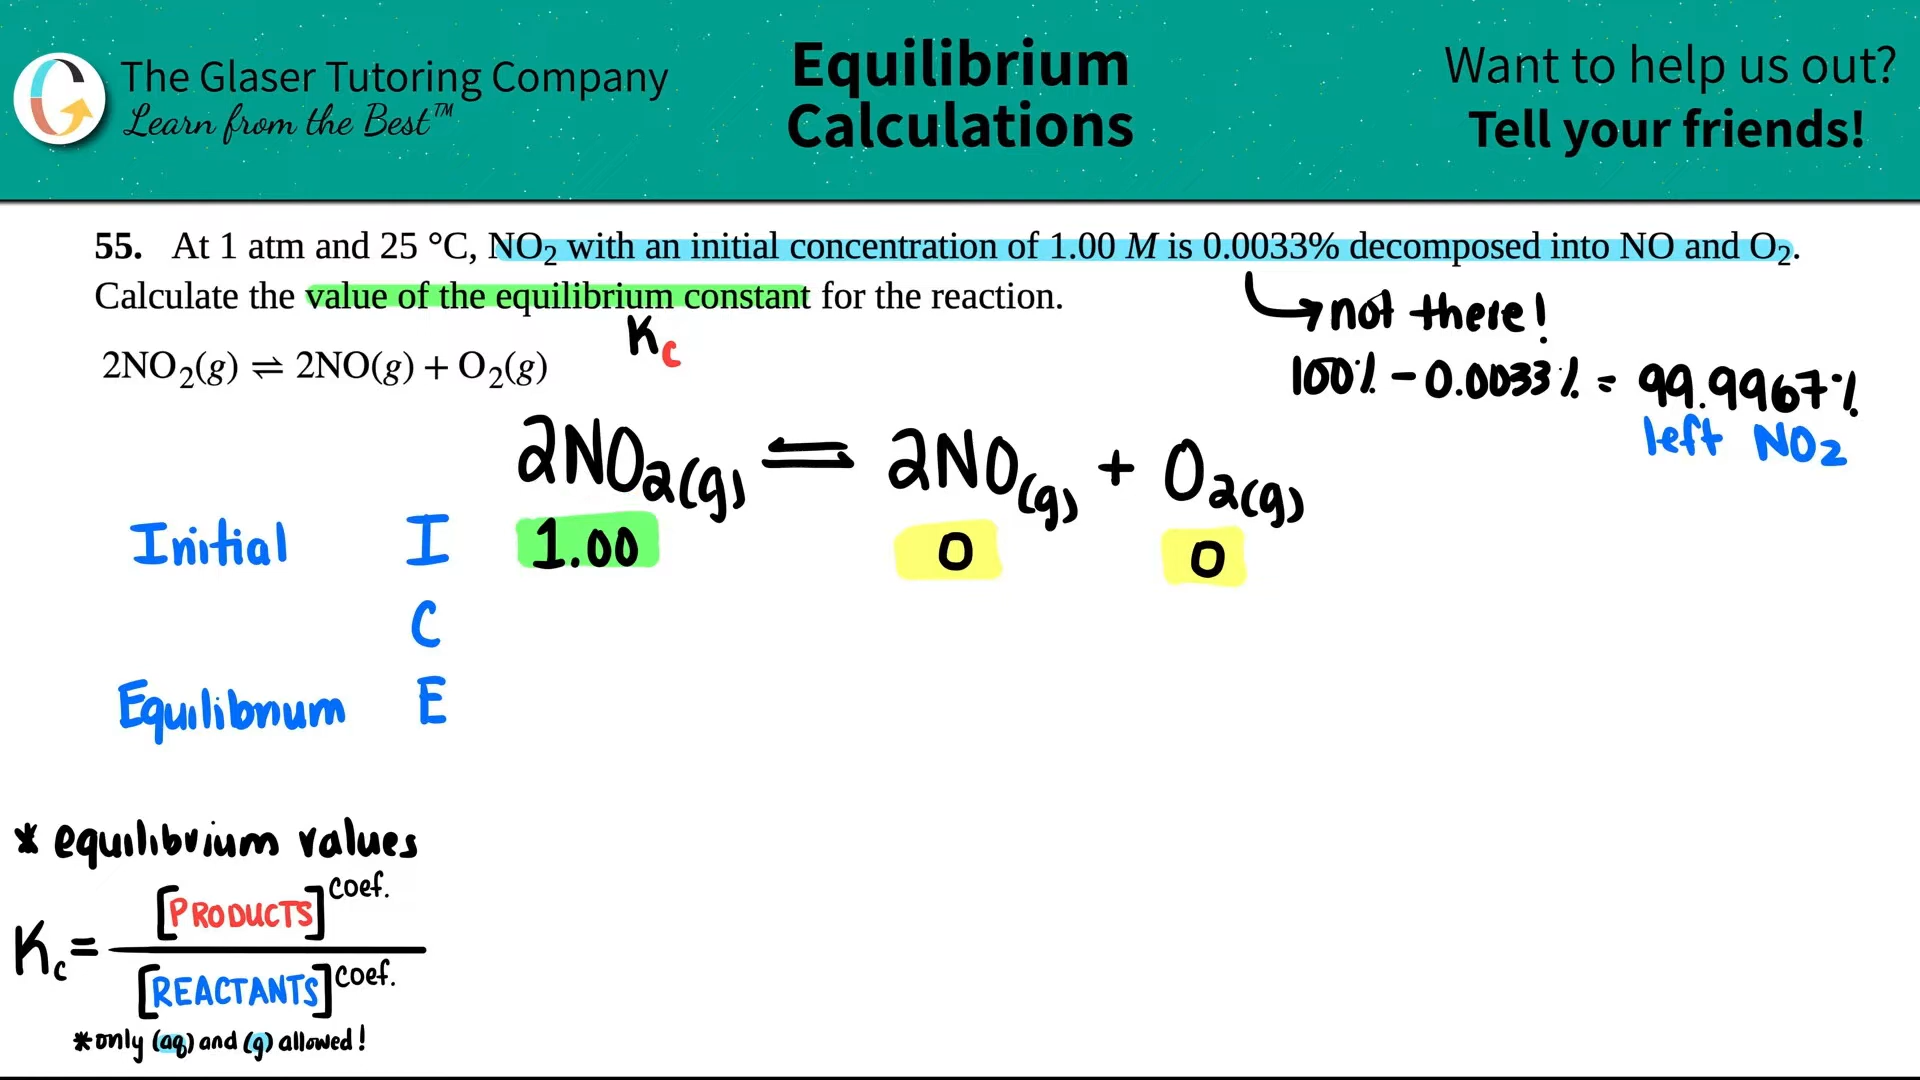 The Glaser Tutoring Company
Learn from the Best™
Equilibrium
Calculations
Want to help us out?
Tell your friends!
55. At 1 atm and 25 °C, NO₂ with an initial concentration of 1.00 M is 0.0033% decomposed into NO and O₂.
Calculate the value of the equilibrium constant for the reaction.
Kc
→ not there!
2NO₂(g) ⇌ 2NO(g) + O₂(g)
100% - 0.0033% = 99.9967%
left NO₂
2NO₂(g) ⇌ 2NO(g) + O₂(g)
Initial I 1.00 0 0
C
Equilibrium E
* equilibrium values
Kc = [PRODUCTS]^coef. / [REACTANTS]^coef.
*only (aq) and (g) allowed!